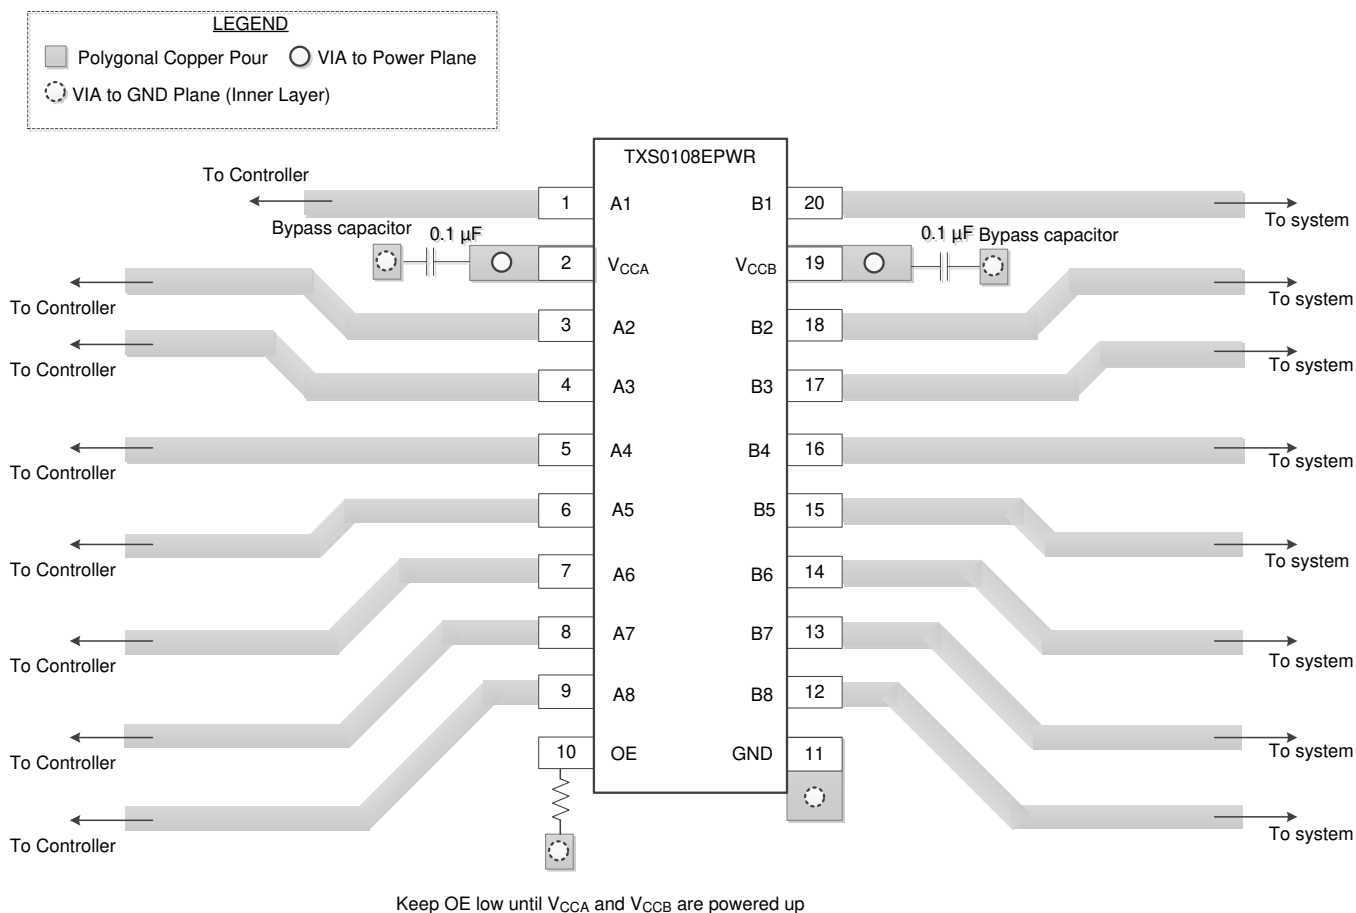 LEGEND
Polygonal Copper Pour
VIA to Power Plane
VIA to GND Plane (Inner Layer)
TXS0108EPWR
To Controller
1
A1
B1
20
To system
Bypass capacitor
0.1 µF
2
VCCA
VCCB
19
0.1 µF
Bypass capacitor
To Controller
3
A2
B2
18
To system
To Controller
4
A3
B3
17
To system
To Controller
5
A4
B4
16
To system
To Controller
6
A5
B5
15
To system
To Controller
7
A6
B6
14
To system
To Controller
8
A7
B7
13
To system
To Controller
9
A8
B8
12
To system
10
OE
GND
11
Keep OE low until VCCA and VCCB are powered up